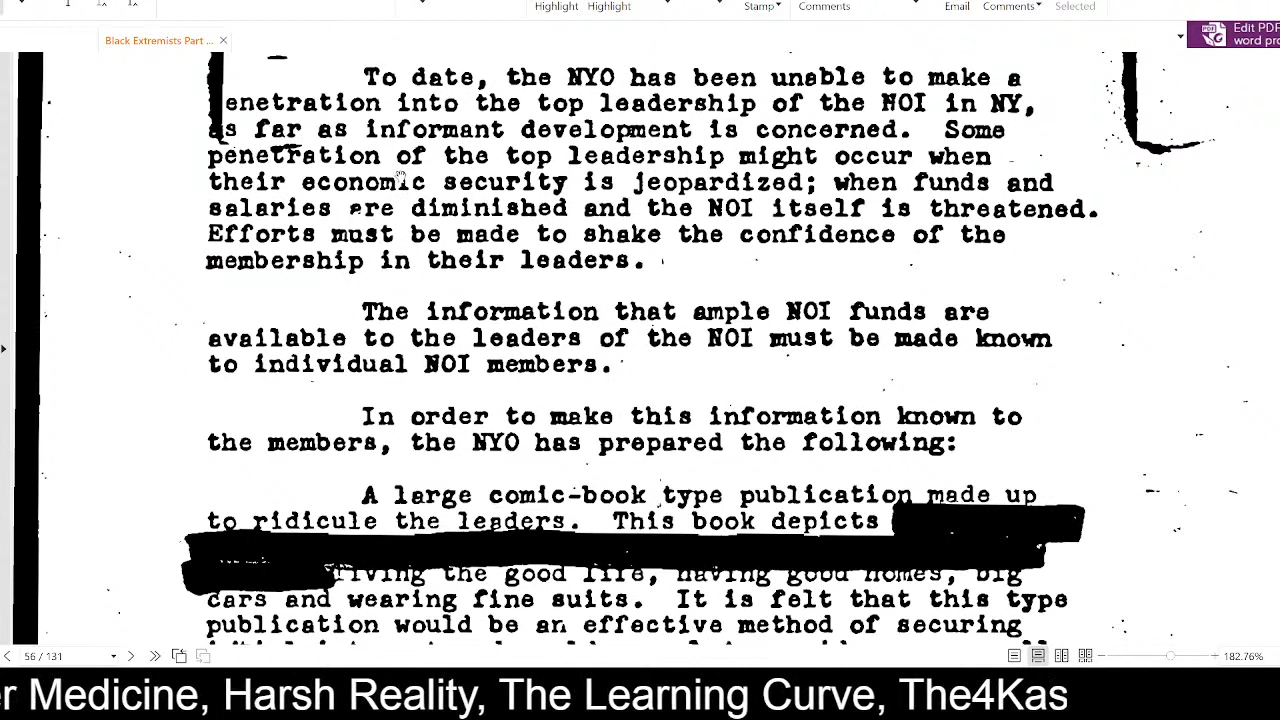 Highlight Highlight Stamp Comments Email Comments Selected
Black Extremists Part ...
Edit PDF
word pro
To date, the NYO has been unable to make a
enetration into the top leadership of the NOI in NY,
as far as informant development is concerned. Some
penetration of the top leadership might occur when
their economic security is jeopardized; when funds and
salaries are diminished and the NOI itself is threatened.
Efforts must be made to shake the confidence of the
membership in their leaders.
The information that ample NOI funds are
available to the leaders of the NOI must be made known
to individual NOI members.
In order to make this information known to
the members, the NYO has prepared the following:
A large comic-book type publication made up
to ridicule the leaders. This book depicts
the good life, having good homes, big
cars and wearing fine suits. It is felt that this type
publication would be an effective method of securing
56 / 131
182.76%
er Medicine, Harsh Reality, The Learning Curve, The4Kas